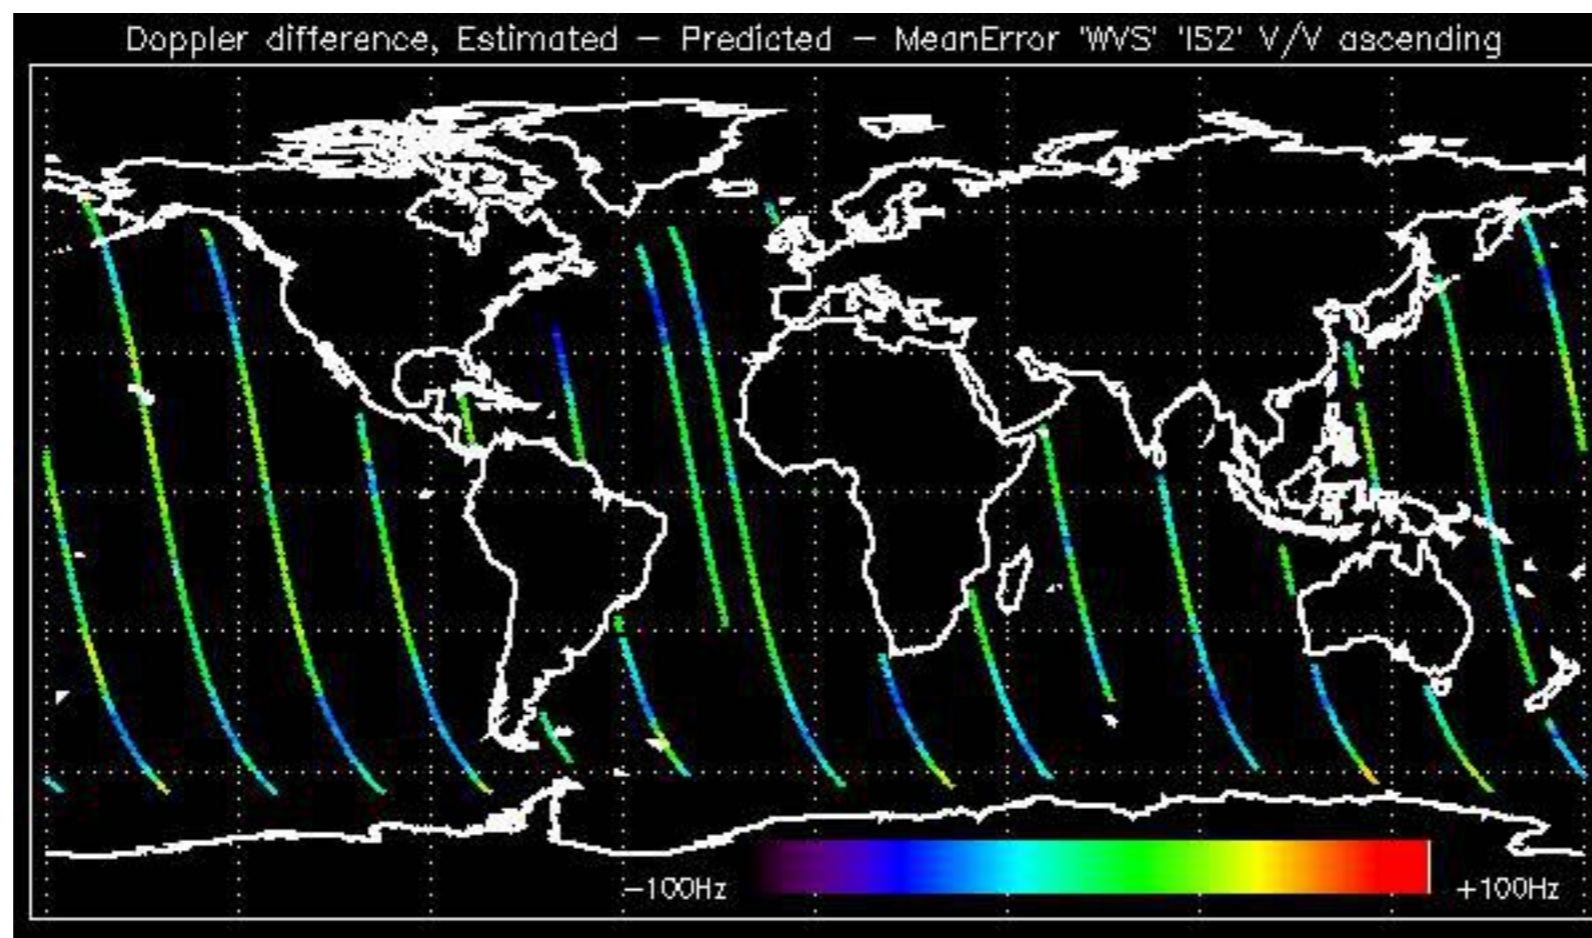 Doppler difference, Estimated – Predicted – MeanError 'WVS' 'IS2' V/V ascending
–100Hz +100Hz